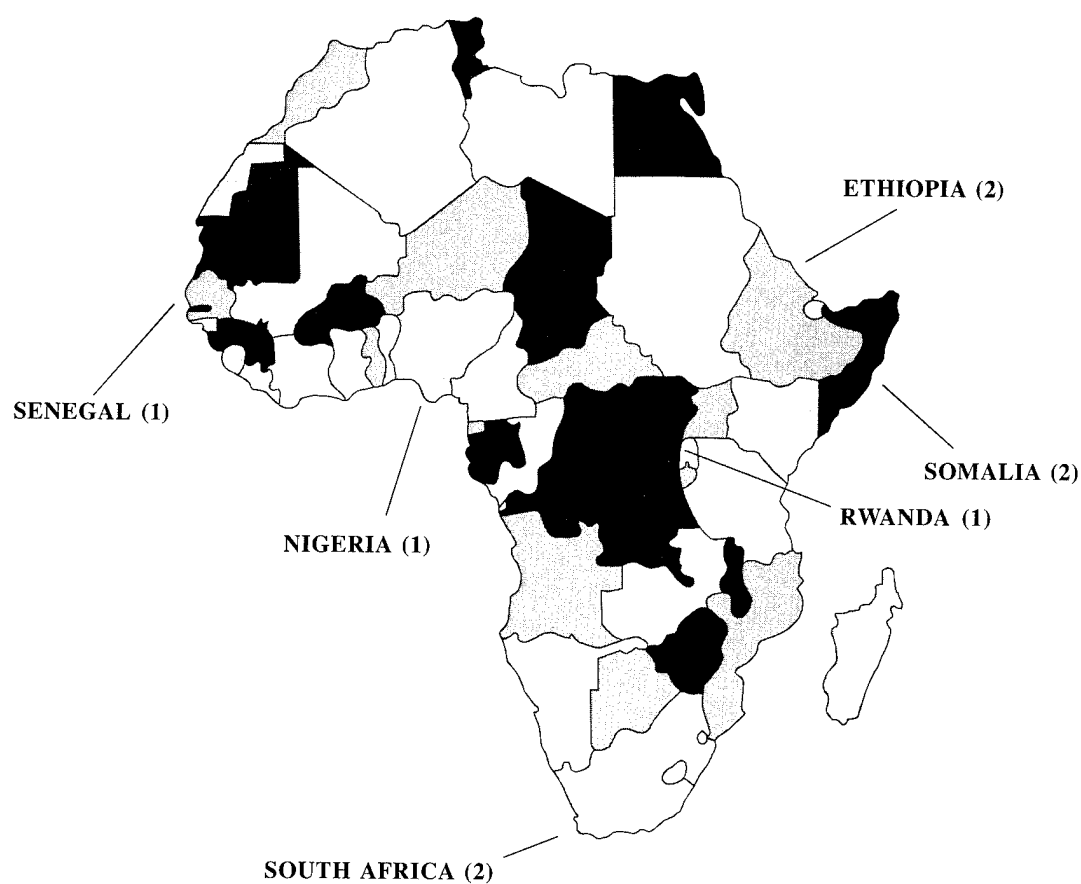 ETHIOPIA (2)
SENEGAL (1)
SOMALIA (2)
RWANDA (1)
NIGERIA (1)
SOUTH AFRICA (2)